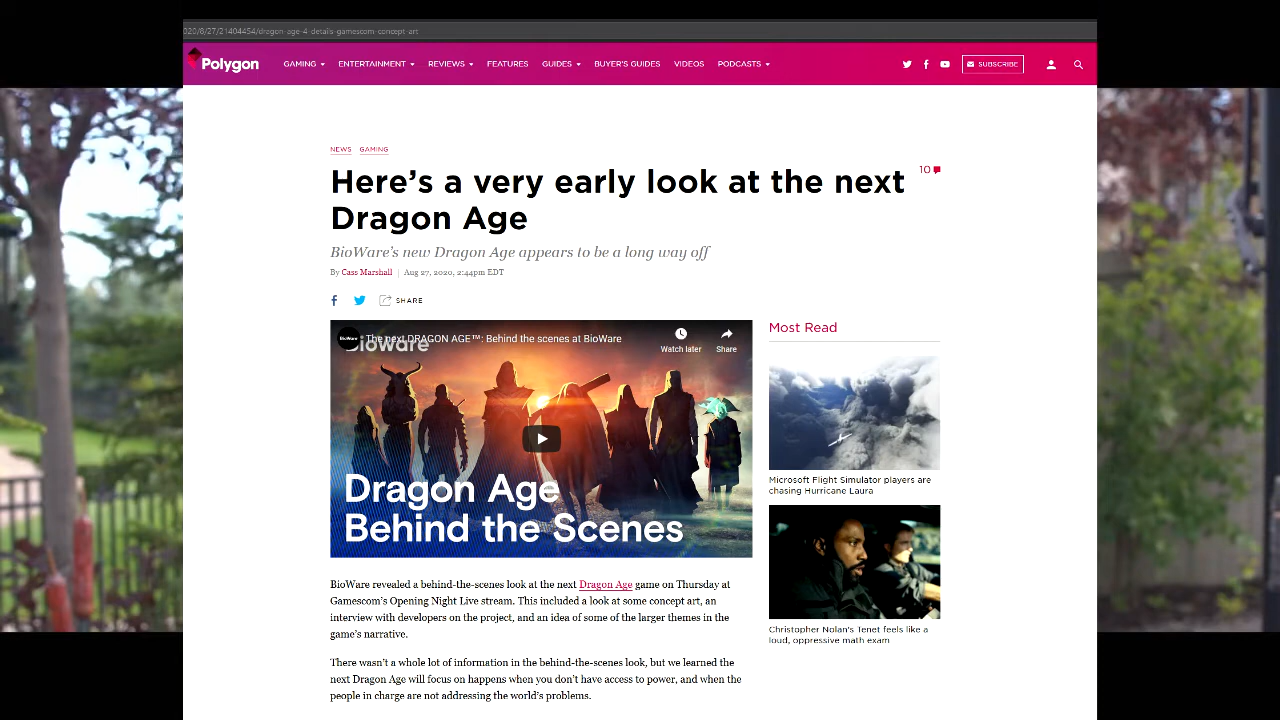 020/8/27/21404454/dragon-age-4-details-gamescom-concept-art
Polygon
GAMING ENTERTAINMENT REVIEWS FEATURES GUIDES BUYER'S GUIDES VIDEOS PODCASTS SUBSCRIBE
NEWS GAMING
Here's a very early look at the next
Dragon Age
10
BioWare's new Dragon Age appears to be a long way off
By Cass Marshall | Aug 27, 2020, 2:44pm EDT
SHARE
BioWare
The next DRAGON AGE™: Behind the scenes at BioWare
Watch later
Share
BioWare
Dragon Age
Behind the Scenes
BioWare revealed a behind-the-scenes look at the next Dragon Age game on Thursday at
Gamescom's Opening Night Live stream. This included a look at some concept art, an
interview with developers on the project, and an idea of some of the larger themes in the
game's narrative.
There wasn't a whole lot of information in the behind-the-scenes look, but we learned the
next Dragon Age will focus on happens when you don't have access to power, and when the
people in charge are not addressing the world's problems.
Most Read
Microsoft Flight Simulator players are
chasing Hurricane Laura
Christopher Nolan's Tenet feels like a
loud, oppressive math exam